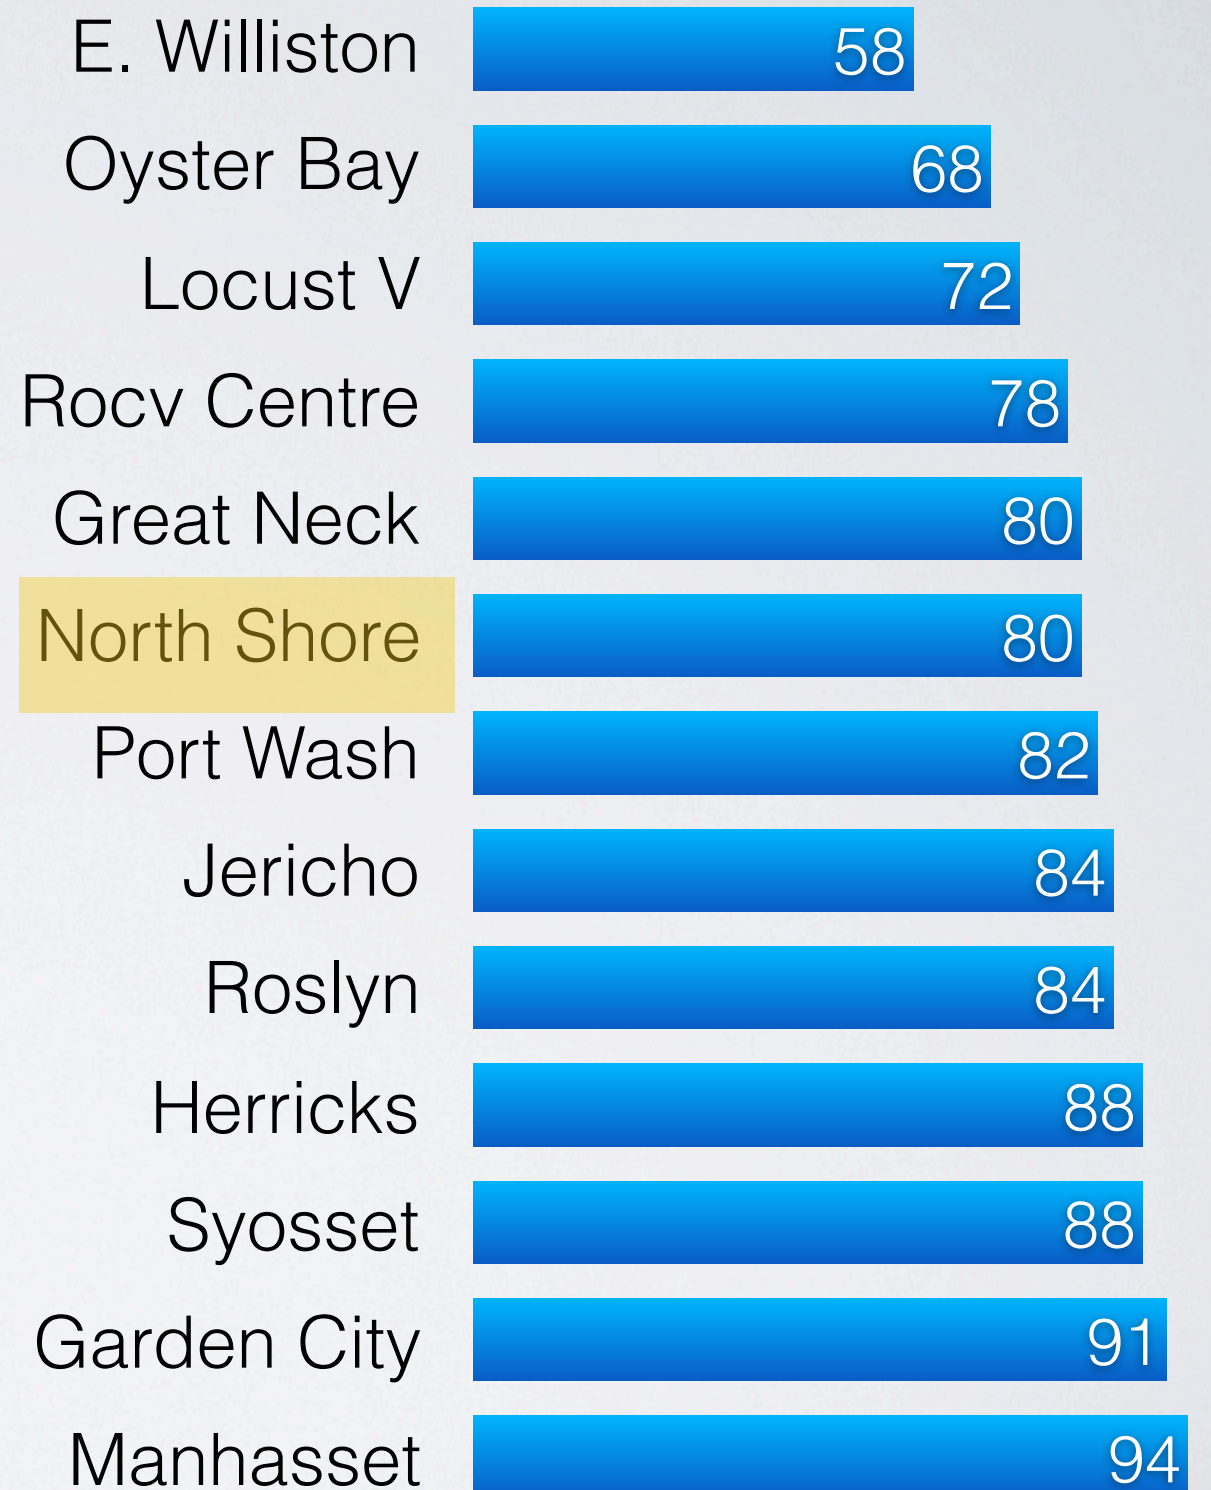 E. Williston 58
Oyster Bay 68
Locust V 72
Rocv Centre 78
Great Neck 80
North Shore 80
Port Wash 82
Jericho 84
Roslyn 84
Herricks 88
Syosset 88
Garden City 91
Manhasset 94